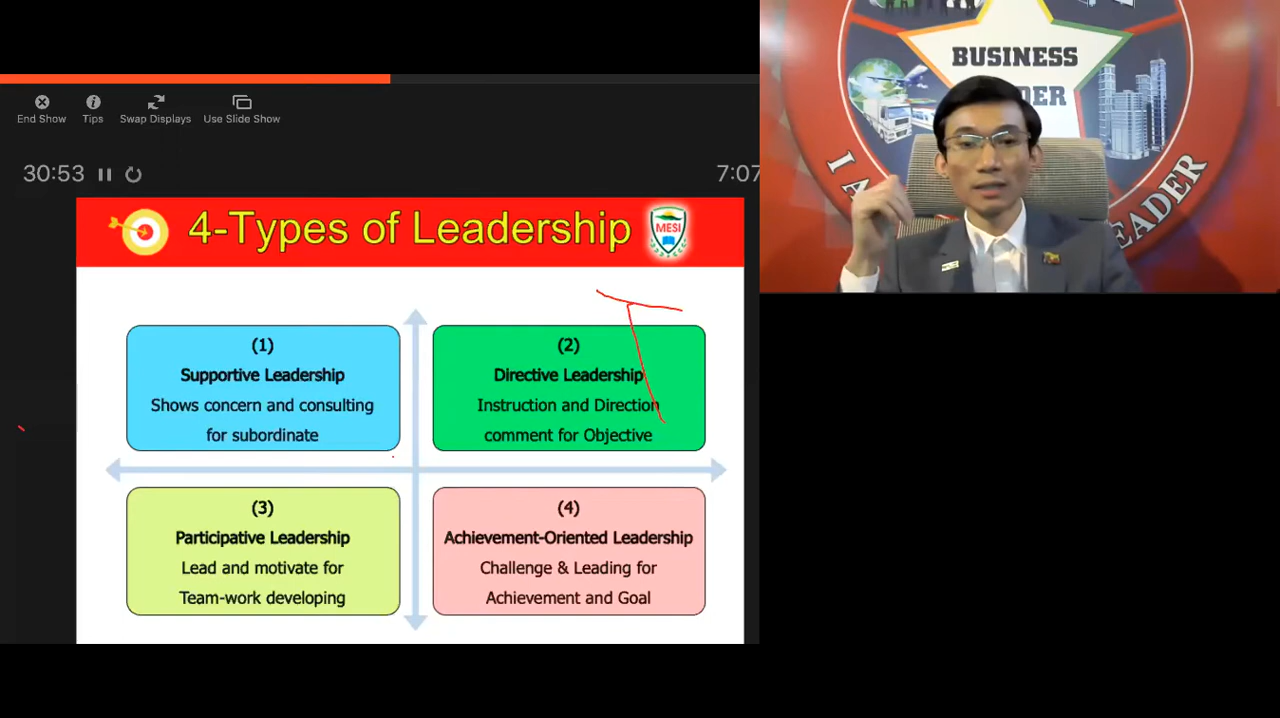 End Show
Tips
Swap Displays
Use Slide Show
30:53
7:07
4-Types of Leadership
MESI
(1)
Supportive Leadership
Shows concern and consulting
for subordinate
(2)
Directive Leadership
Instruction and Direction
comment for Objective
(3)
Participative Leadership
Lead and motivate for
Team-work developing
(4)
Achievement-Oriented Leadership
Challenge & Leading for
Achievement and Goal
BUSINESS
I A